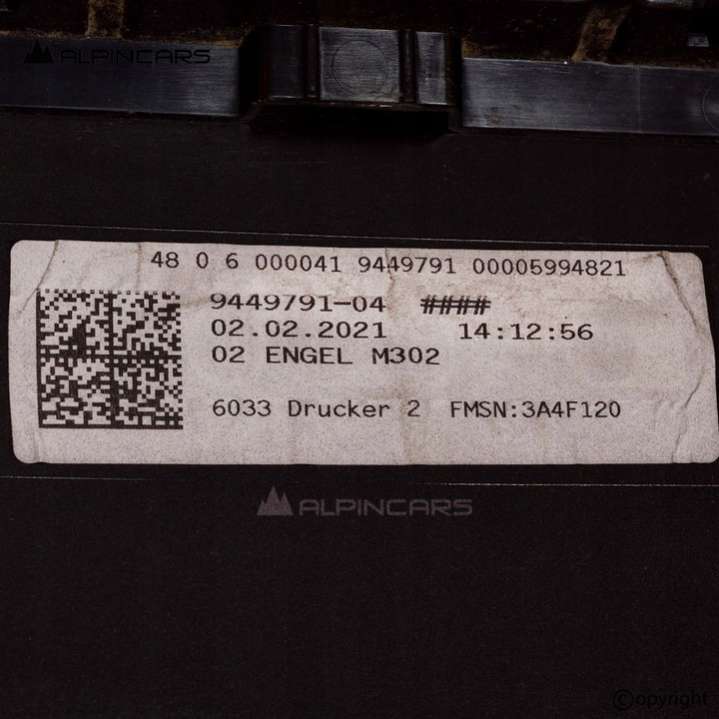 ALPINCARS
48 0 6 000041 9449791 00005994821
9449791-04 ####
02.02.2021 14:12:56
02 ENGEL M302
6033 Drucker 2 FMSN:3A4F120
ALPINCARS
©opyright